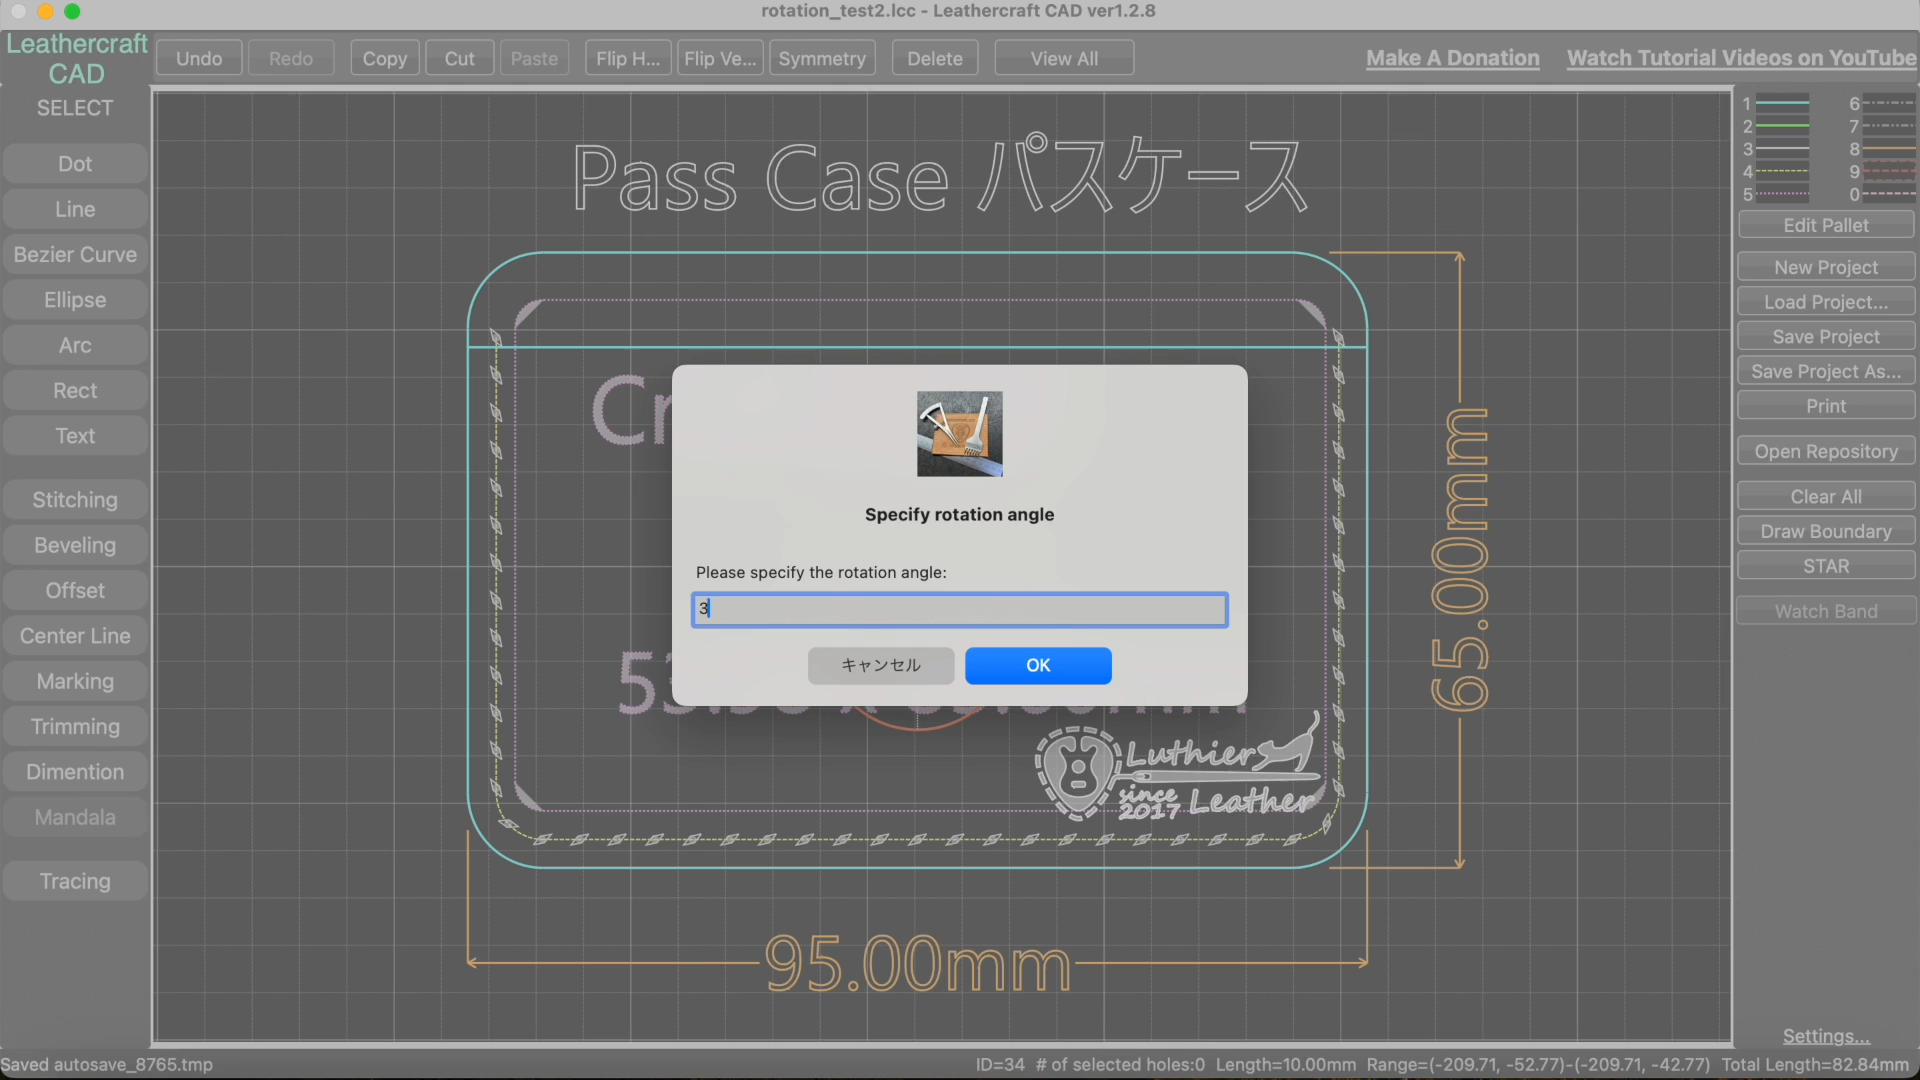 rotation_test2.lcc - Leathercraft CAD ver1.2.8
Leathercraft
CAD
Undo
Redo
Copy
Cut
Paste
Flip H...
Flip Ve...
Symmetry
Delete
View All
Make A Donation
Watch Tutorial Videos on YouTube
SELECT
Dot
Line
Bezier Curve
Ellipse
Arc
Rect
Text
Stitching
Beveling
Offset
Center Line
Marking
Trimming
Dimention
Mandala
Tracing
Pass Case パスケース
Specify rotation angle
Please specify the rotation angle:
3
キャンセル
OK
Luthier
since
2017
Leather
65.00mm
95.00mm
1
2
3
4
5
6
7
8
9
0
Edit Pallet
New Project
Load Project...
Save Project
Save Project As...
Print
Open Repository
Clear All
Draw Boundary
STAR
Watch Band
Settings...
Saved autosave_8765.tmp
ID=34 # of selected holes:0 Length=10.00mm Range=(-209.71, -52.77)-(-209.71, -42.77) Total Length=82.84mm